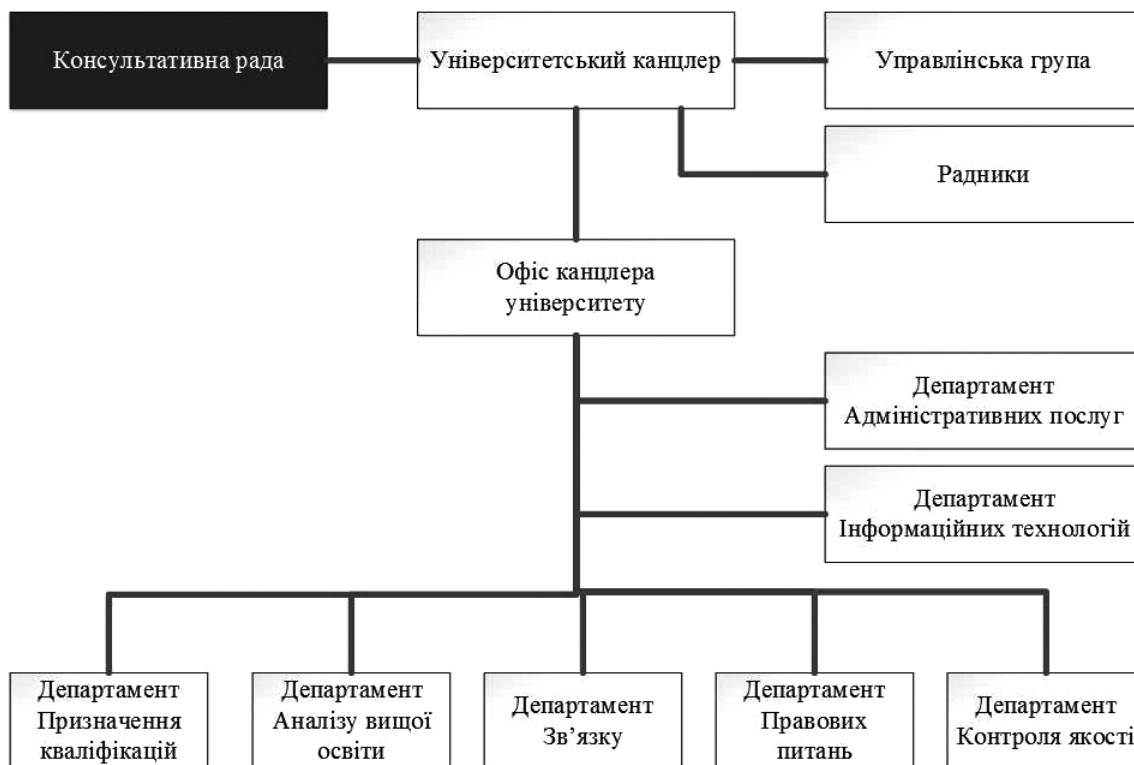 Консультативна рада
Університетський канцлер
Управлінська група
Радники
Офіс канцлера
університету
Департамент
Адміністративних послуг
Департамент
Інформаційних технологій
Департамент
Призначення
кваліфікацій
Департамент
Аналізу вищої
освіти
Департамент
Зв’язку
Департамент
Правових
питань
Департамент
Контроля якості